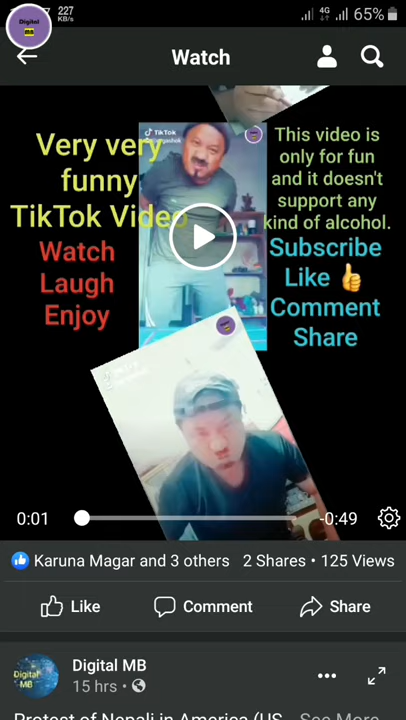 Digital
MB
227
KB/s
4G
65%
Watch
TikTok
Very very
funny
TikTok Video
Watch
Laugh
Enjoy
This video is
only for fun
and it doesn't
support any
kind of alcohol.
Subscribe
Like 👍
Comment
Share
0:01
-0:49
Karuna Magar and 3 others 2 Shares • 125 Views
Like
Comment
Share
Digital
MB
Digital MB
15 hrs •
Protest of Nepali in America (US... See More